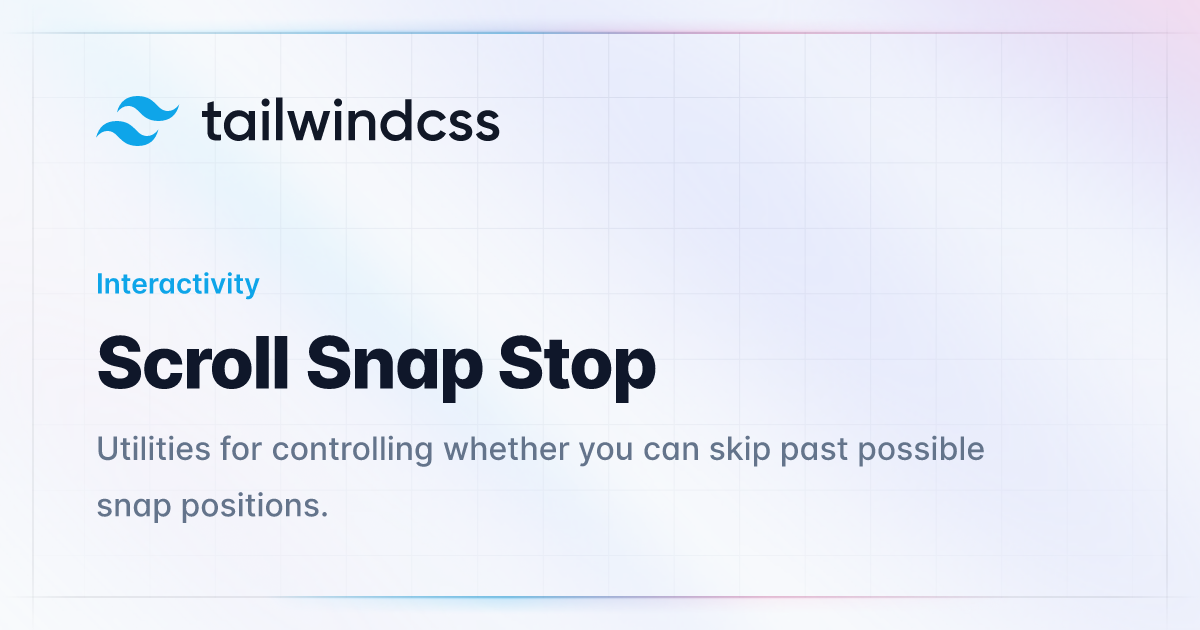 tailwindcss
Interactivity
Scroll Snap Stop
Utilities for controlling whether you can skip past possible
snap positions.